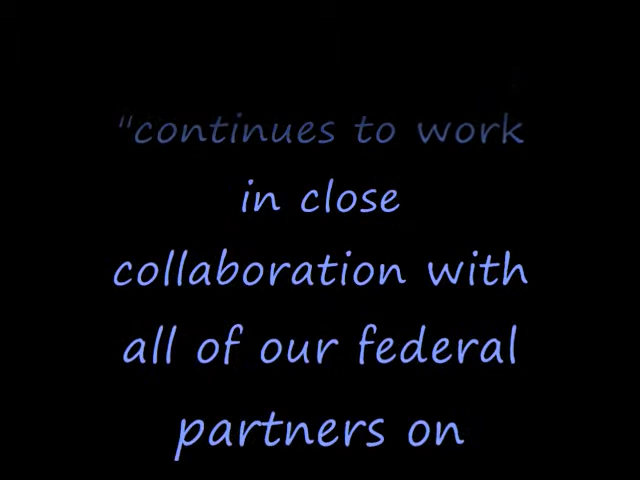 "continues to work
in close
collaboration with
all of our federal
partners on